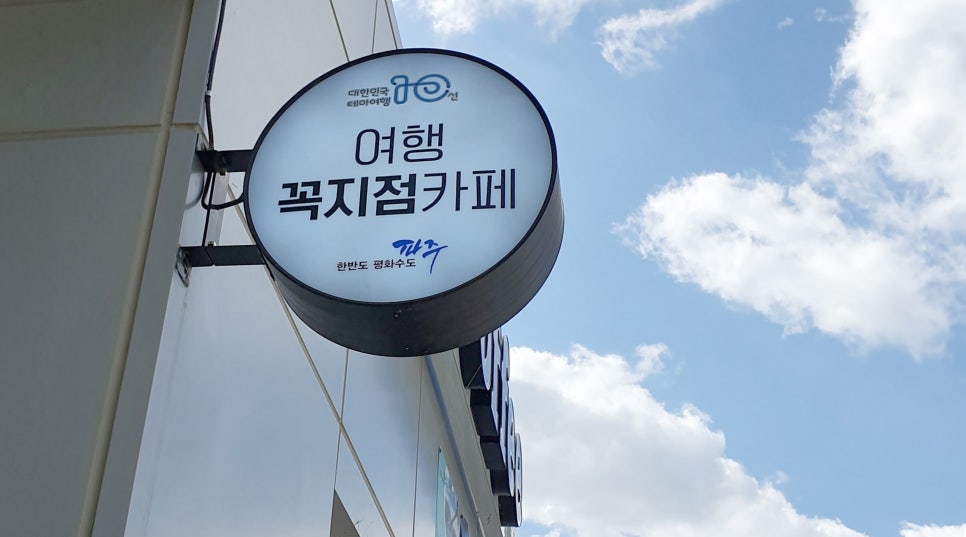 대한민국
테마여행 10선
여행
꼭지점카페
한반도 평화수도 파주